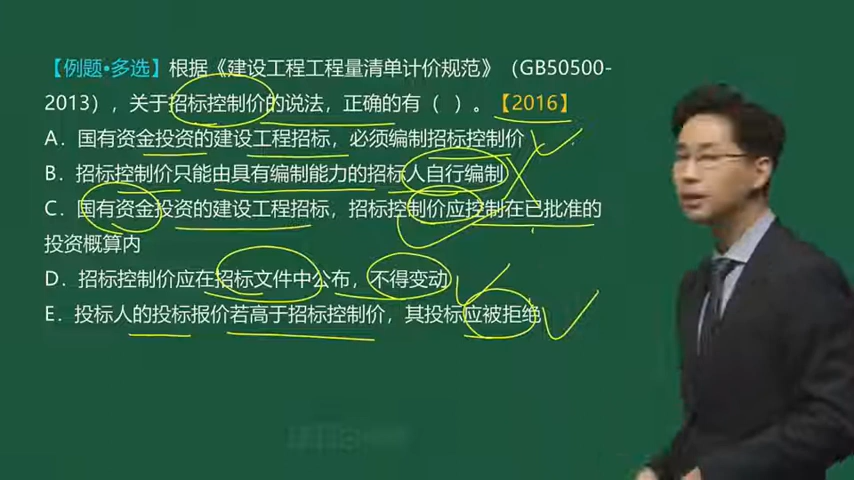 【例题•多选】根据《建设工程工程量清单计价规范》（GB50500-
2013），关于招标控制价的说法，正确的有（ ）。【2016】
A．国有资金投资的建设工程招标，必须编制招标控制价
B．招标控制价只能由具有编制能力的招标人自行编制
C．国有资金投资的建设工程招标，招标控制价应控制在已批准的
投资概算内
D．招标控制价应在招标文件中公布，不得变动
E．投标人的投标报价若高于招标控制价，其投标应被拒绝